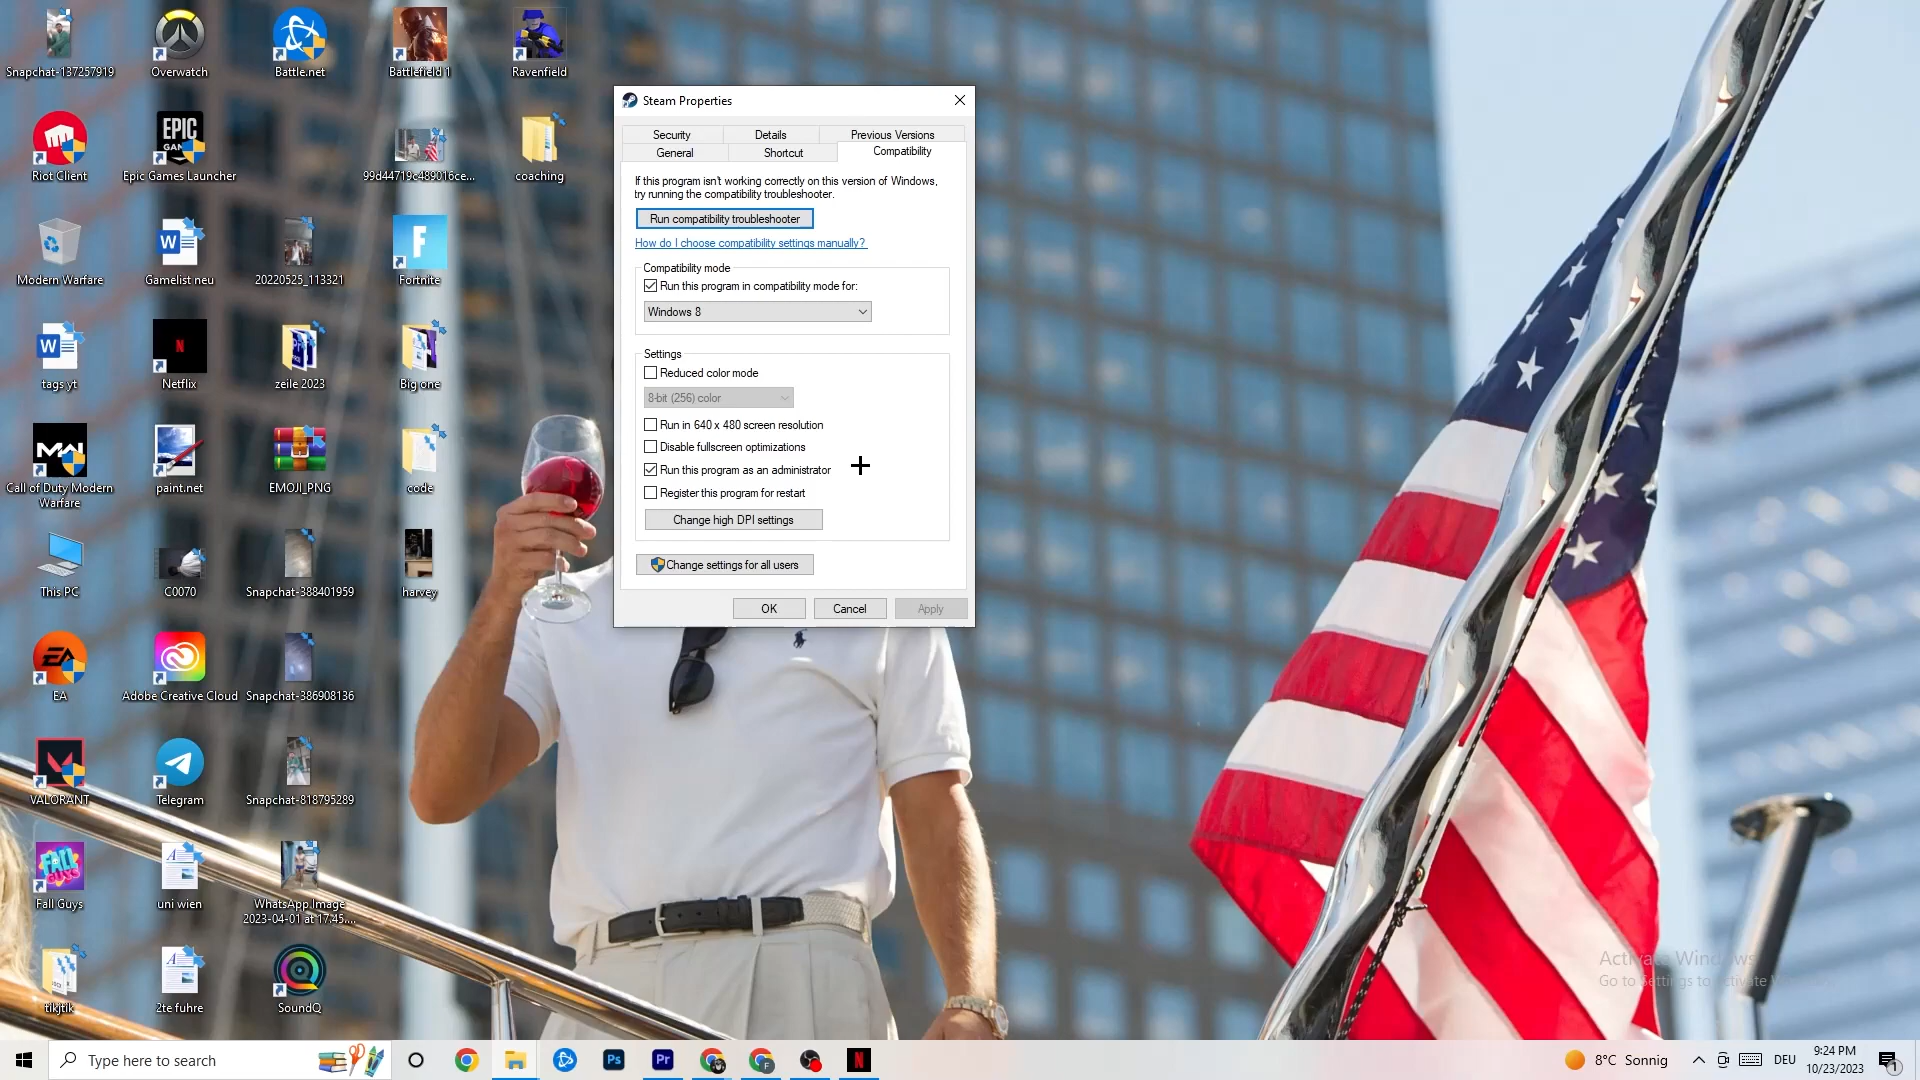 Snapchat-137257919
Overwatch
Battle.net
Battlefield 1
Ravenfield
Riot Client
EPIC
GAM
Epic Games Launcher
99d44719c489016ce...
coaching
Modern Warfare
Gamelist neu
20220525_113321
F
Fortnite
W
tags yt
N
Netflix
zeile 2023
Big one
Call of Duty Modern
Warfare
paint.net
EMOJI_PNG
code
This PC
C0070
Snapchat-388401959
harvey
EA
EA
Adobe Creative Cloud
Snapchat-386908136
VALORANT
Telegram
Snapchat-818795289
FALL
GUYS
Fall Guys
uni wien
WhatsApp Image
2023-04-01 at 17.45....
tikjtik
2te fuhre
SoundQ
Steam Properties
Security
Details
Previous Versions
General
Shortcut
Compatibility
If this program isn't working correctly on this version of Windows,
try running the compatibility troubleshooter.
Run compatibility troubleshooter
How do I choose compatibility settings manually?
Compatibility mode
Run this program in compatibility mode for:
Windows 8
Settings
Reduced color mode
8-bit (256) color
Run in 640 x 480 screen resolution
Disable fullscreen optimizations
Run this program as an administrator
Register this program for restart
Change high DPI settings
Change settings for all users
OK
Cancel
Apply
Activate Windows
Go to Settings to activate
Type here to search
Ps
Pr
F
N
8°C Sonnig
DEU
9:24 PM
10/23/2023
1